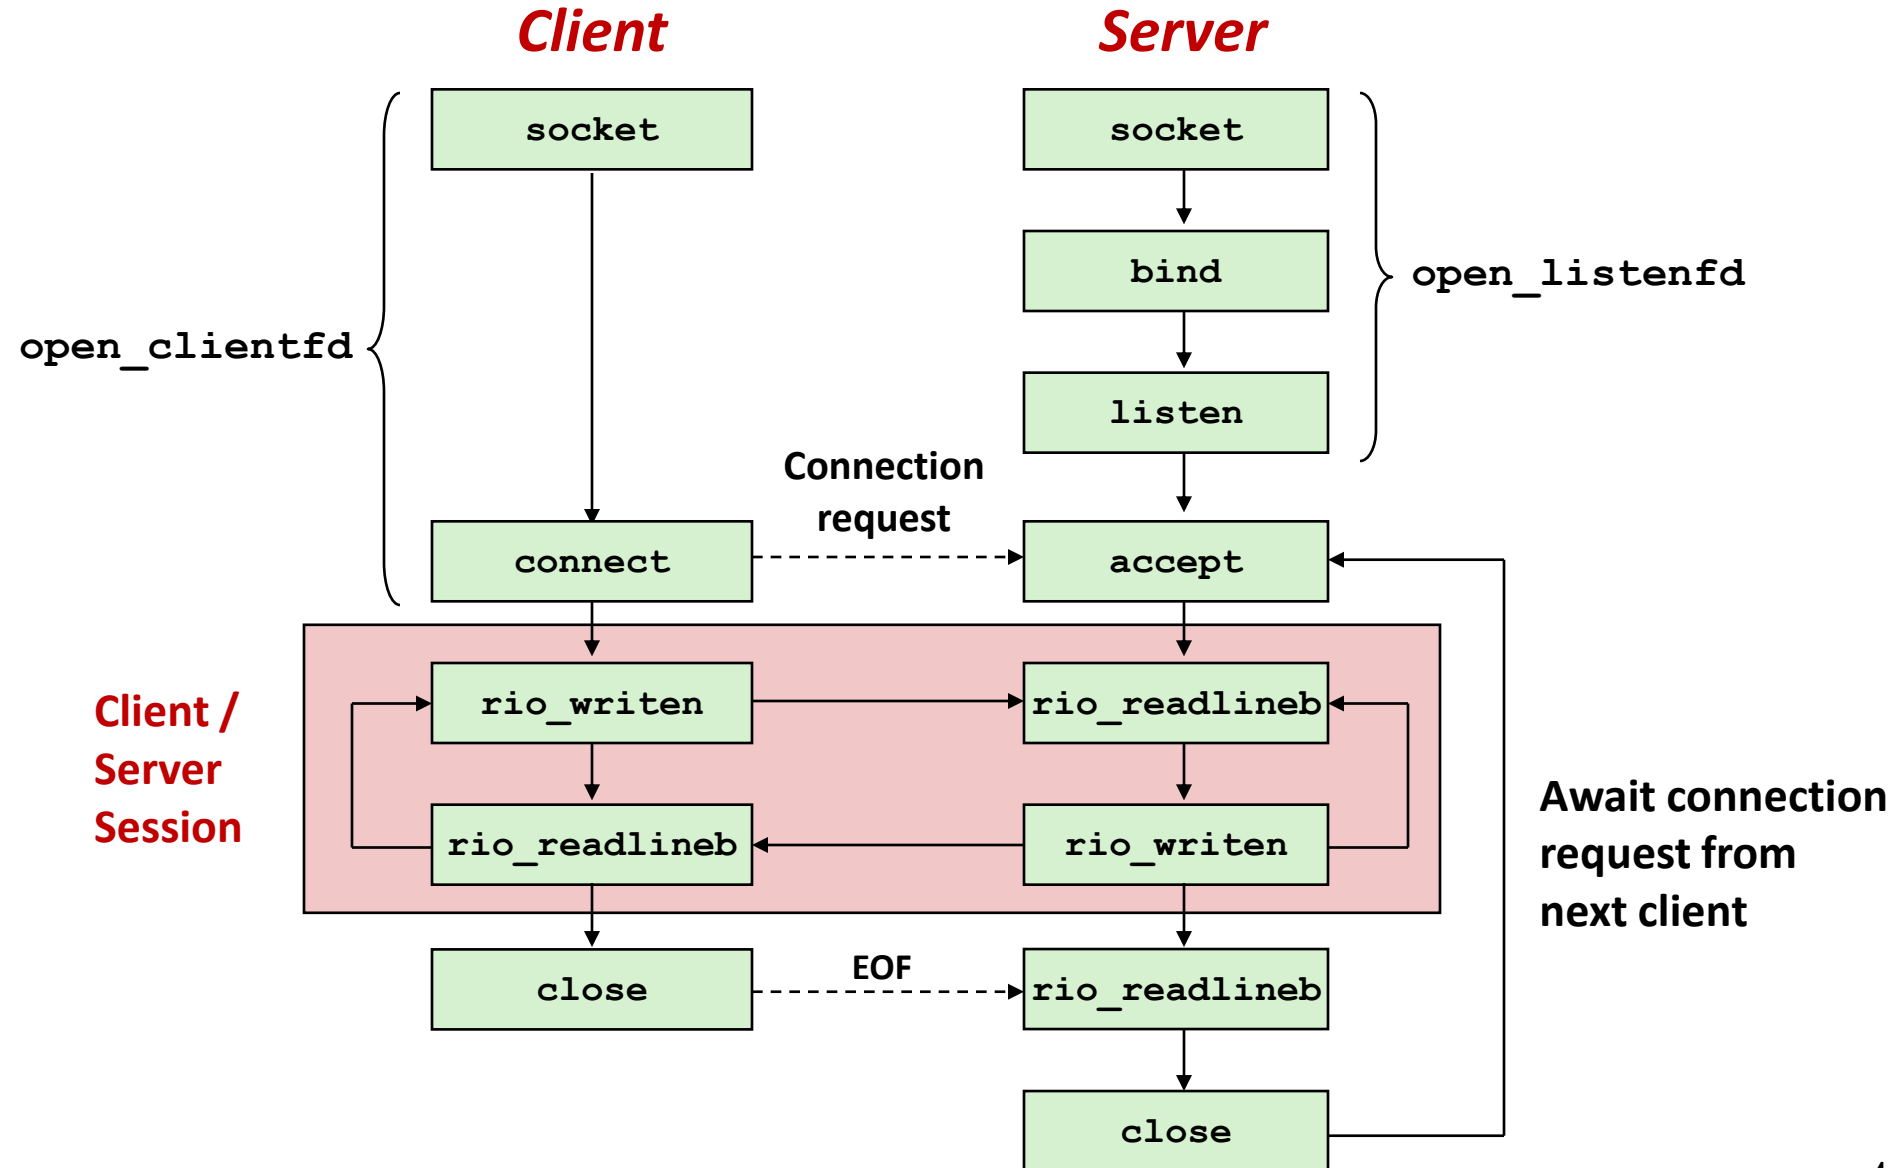 Client
Server
socket
socket
bind
open_listenfd
open_clientfd
listen
Connection
request
connect
accept
Client /
Server
Session
rio_writen
rio_readlineb
rio_readlineb
rio_writen
Await connection
request from
next client
close
EOF
rio_readlineb
close